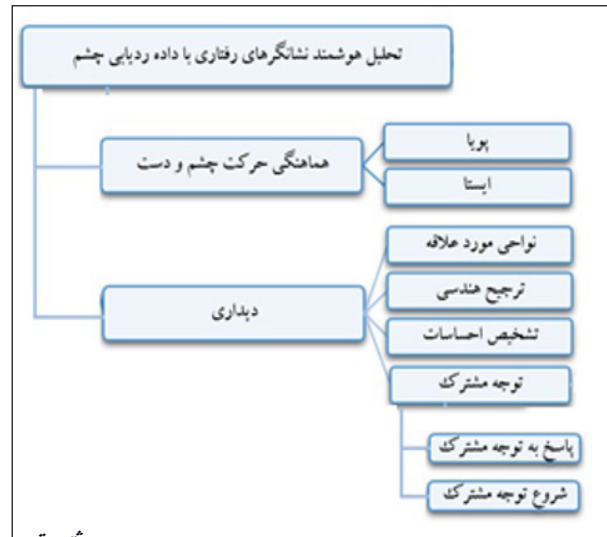 تحلیل هوشمند نشانگرهای رفتاری با داده ردیابی چشم
هماهنگی حرکت چشم و دست
پویا
ایستا
دیداری
نواحی مورد علاقه
ترجیح هندسی
تشخیص احساسات
توجه مشترک
پاسخ به توجه مشترک
شروع توجه مشترک